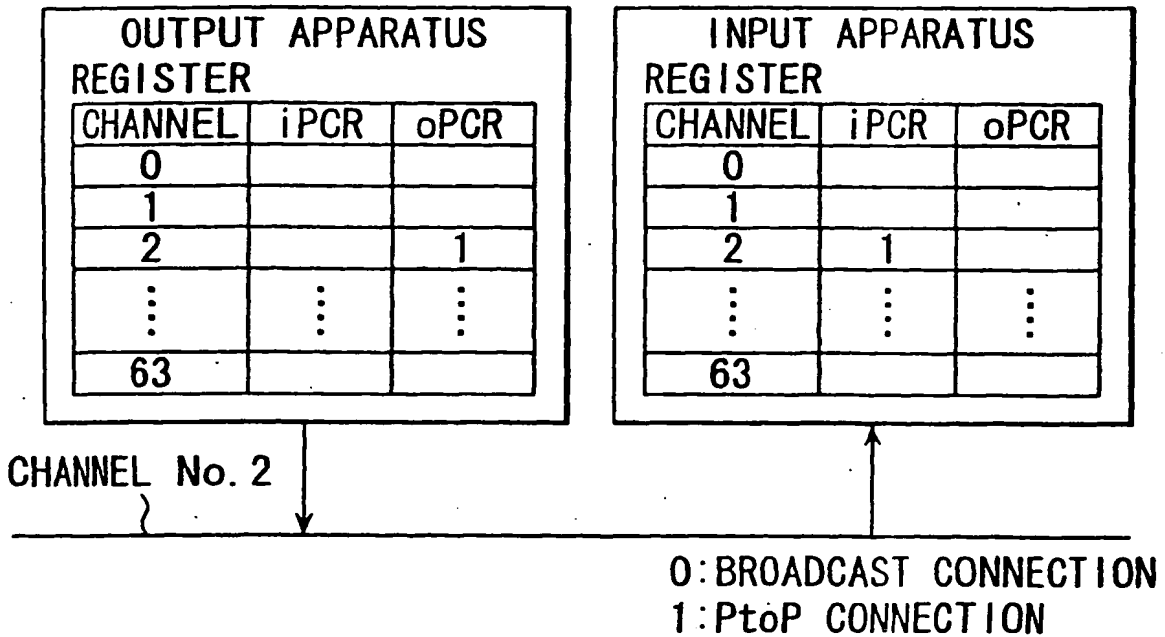 OUTPUT APPARATUS
REGISTER
CHANNEL iPCR oPCR
0
1
2 1
⋮ ⋮ ⋮
63
INPUT APPARATUS
REGISTER
CHANNEL iPCR oPCR
0
1
2 1
⋮ ⋮ ⋮
63
CHANNEL No. 2
0:BROADCAST CONNECTION
1:PtoP CONNECTION